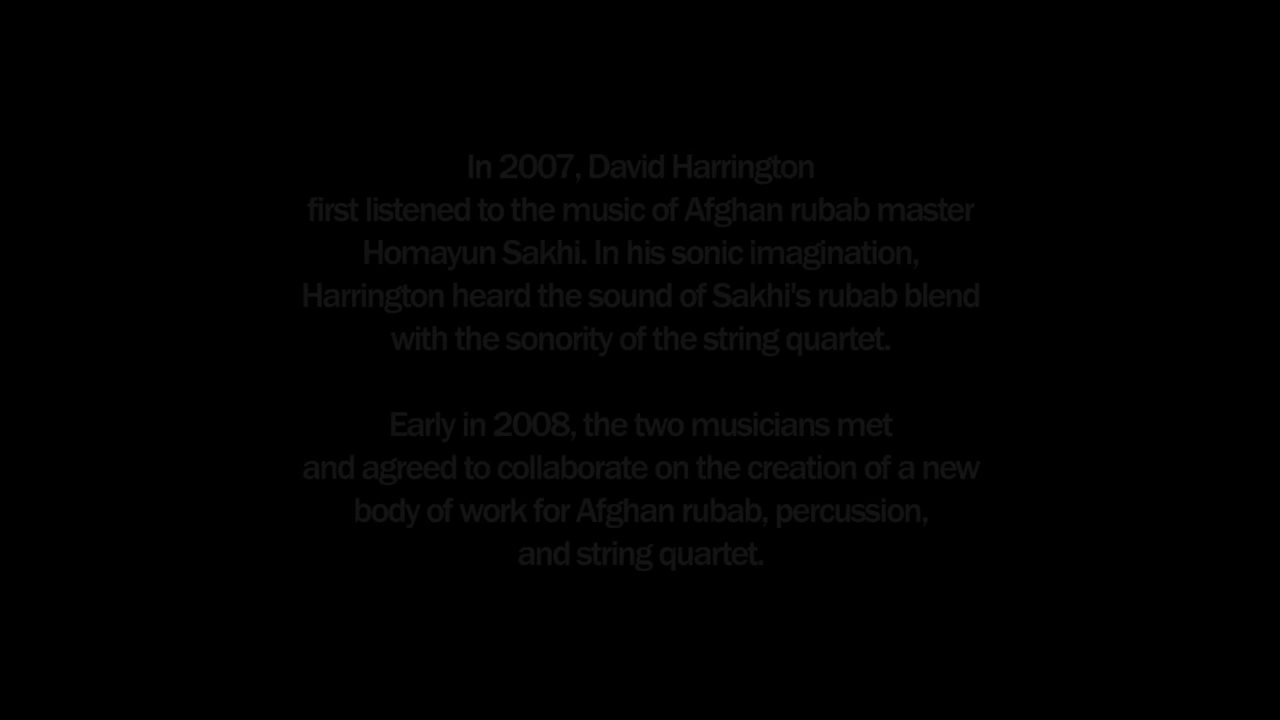 In 2007, David Harrington
first listened to the music of Afghan rubab master
Homayun Sakhi. In his sonic imagination,
Harrington heard the sound of Sakhi's rubab blend
with the sonority of the string quartet.
Early in 2008, the two musicians met
and agreed to collaborate on the creation of a new
body of work for Afghan rubab, percussion,
and string quartet.